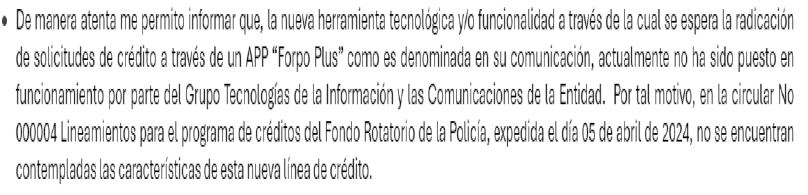 • De manera atenta me permito informar que, la nueva herramienta tecnológica y/o funcionalidad a través de la cual se espera la radicación
de solicitudes de crédito a través de un APP “Forpo Plus” como es denominada en su comunicación, actualmente no ha sido puesto en
funcionamiento por parte del Grupo Tecnologías de la Información y las Comunicaciones de la Entidad. Por tal motivo, en la circular No
000004 Lineamientos para el programa de créditos del Fondo Rotatorio de la Policía, expedida el día 05 de abril de 2024, no se encuentran
contempladas las características de esta nueva línea de crédito.